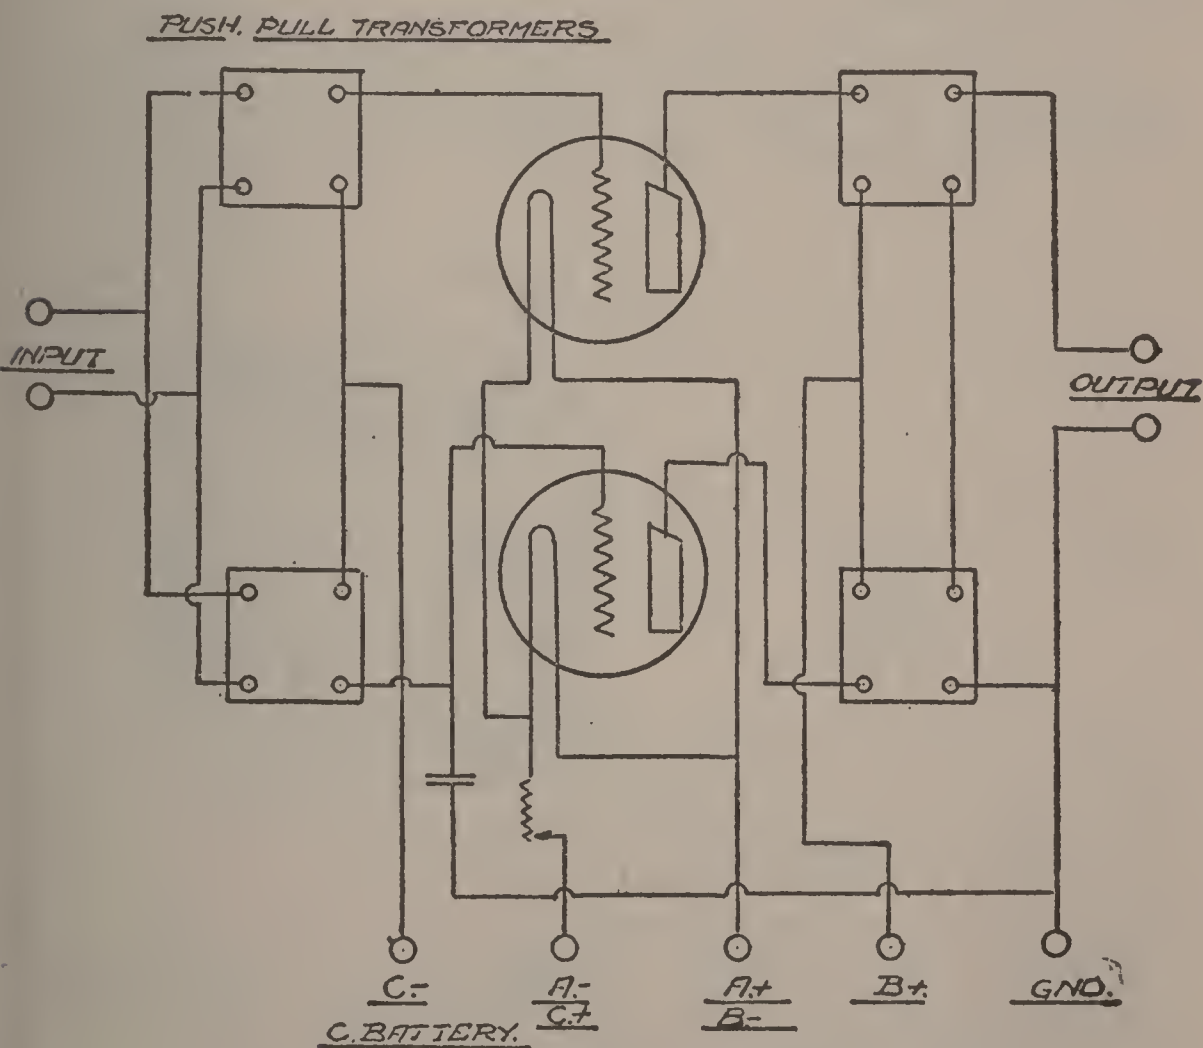 PUSH. PULL TRANSFORMERS
INPUT
OUTPUT
C.-
A.-
C.+
A.+
B.-
B+.
GND.
C. BATTERY.